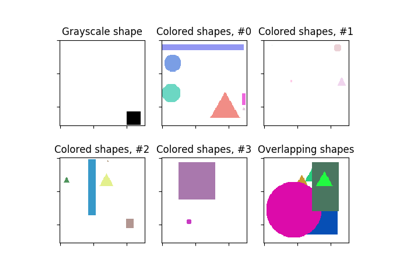 Grayscale shape
Colored shapes, #0
Colored shapes, #1
Colored shapes, #2
Colored shapes, #3
Overlapping shapes